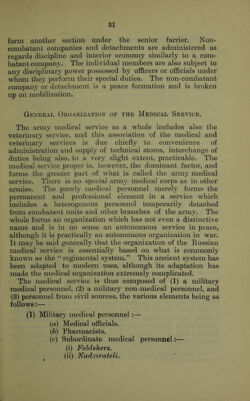 31
form another section under the senior farrier. Non-
combatant companies and detachments are administered as
regards discipline and interior economy similarly to a com-
batant company. The individual members are also subject to
any disciplinary power possessed by officers or officials under
whom they perform their special duties. The non-combatant
company or detachment is a peace formation and is broken
up on mobilization.
General Organization of the Medical Service.
The army medical service as a whole includes also the
veterinary service, and this association of the medical and
veterinary services is due chiefly to convenience of
administration and supply of technical stores, interchange of
duties being also, to a very slight extent, practicable. The
medical service proper is, however, the dominant factor, and
forms the greater part of what is called the army medical
service. There is no special army medical corps as in other
armies. The purely medical personnel merely forms the
permanent and professional element in a service which
includes a heterogenous personnel temporarily detached
from combatant units and other branches of the army. The
whole forms an organization which has not even a distinctive
name and is in no sense an autonomous service in peace,
although it is practically an autonomous organization in war.
It may be said generally that the organization of the Russian
medical service is essentially based on what is commonly
known as the “regimental system.” This ancient system has
been adapted to modern uses, although its adaptation has
made the medical organization extremely complicated.
The medical service is thus composed of (1) a military
medical personnel, (2) a military non-medical personnel, and
(3) personnel from civil sources, the various elements being as
follows:—
(1) Military medical personnel:—
(a) Medical officials.
(b) Pharmacists.
(c) Subordinate medical personnel:—
(i) Feldshers.
(ii) Nadzerateli.